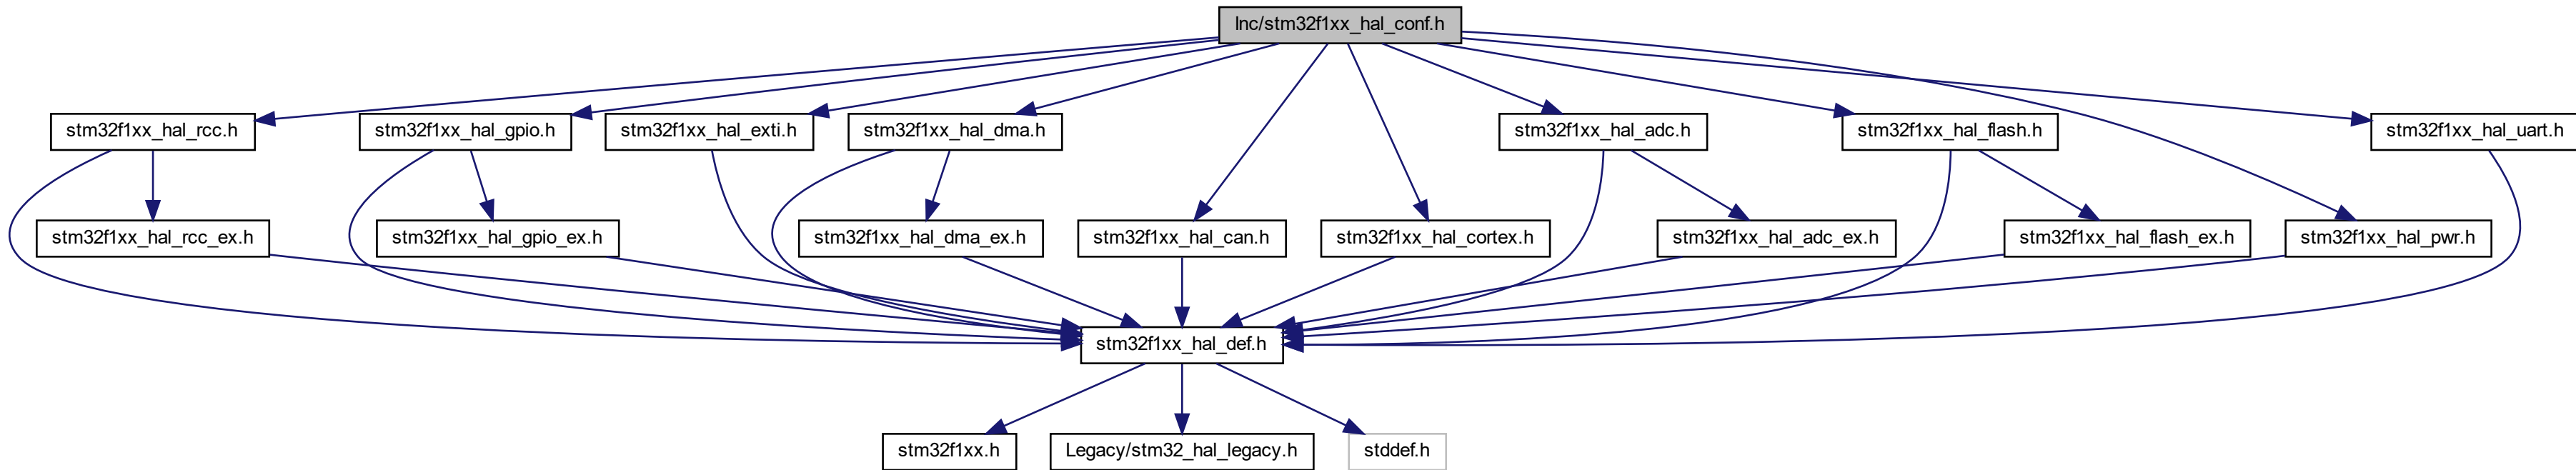 Inc/stm32f1xx_hal_conf.h
stm32f1xx_hal_rcc.h
stm32f1xx_hal_gpio.h
stm32f1xx_hal_exti.h
stm32f1xx_hal_dma.h
stm32f1xx_hal_adc.h
stm32f1xx_hal_flash.h
stm32f1xx_hal_uart.h
stm32f1xx_hal_rcc_ex.h
stm32f1xx_hal_gpio_ex.h
stm32f1xx_hal_dma_ex.h
stm32f1xx_hal_can.h
stm32f1xx_hal_cortex.h
stm32f1xx_hal_adc_ex.h
stm32f1xx_hal_flash_ex.h
stm32f1xx_hal_pwr.h
stm32f1xx_hal_def.h
stm32f1xx.h
Legacy/stm32_hal_legacy.h
stddef.h